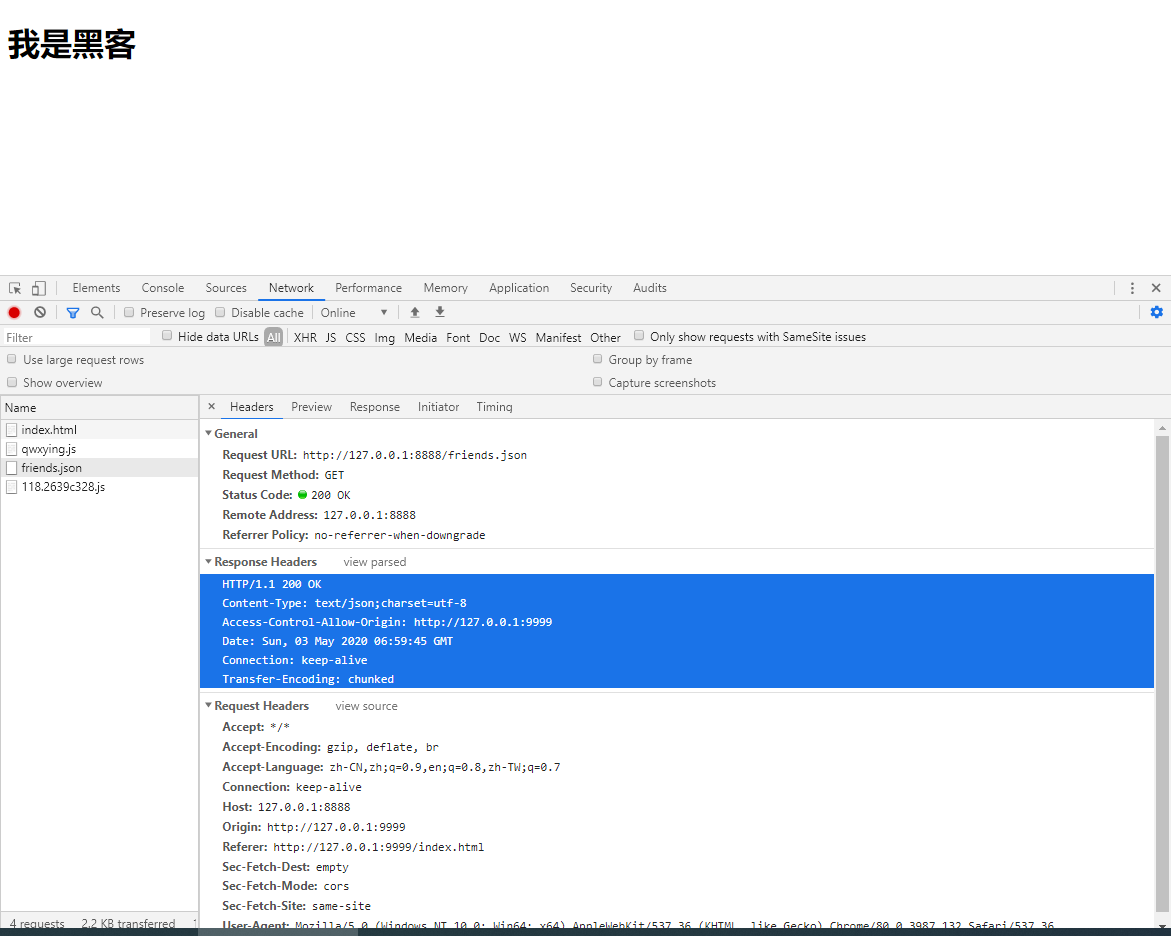 我是黑客
Elements Console Sources Network Performance Memory Application Security Audits
Preserve log Disable cache Online
Filter Hide data URLs All XHR JS CSS Img Media Font Doc WS Manifest Other Only show requests with SameSite issues
Use large request rows Group by frame
Show overview Capture screenshots
Name Headers Preview Response Initiator Timing
index.html
qwxying.js
friends.json
118.2639c328.js
General
Request URL: http://127.0.0.1:8888/friends.json
Request Method: GET
Status Code: 200 OK
Remote Address: 127.0.0.1:8888
Referrer Policy: no-referrer-when-downgrade
Response Headers view parsed
HTTP/1.1 200 OK
Content-Type: text/json;charset=utf-8
Access-Control-Allow-Origin: http://127.0.0.1:9999
Date: Sun, 03 May 2020 06:59:45 GMT
Connection: keep-alive
Transfer-Encoding: chunked
Request Headers view source
Accept: */*
Accept-Encoding: gzip, deflate, br
Accept-Language: zh-CN,zh;q=0.9,en;q=0.8,zh-TW;q=0.7
Connection: keep-alive
Host: 127.0.0.1:8888
Origin: http://127.0.0.1:9999
Referer: http://127.0.0.1:9999/index.html
Sec-Fetch-Dest: empty
Sec-Fetch-Mode: cors
Sec-Fetch-Site: same-site
User-Agent: Mozilla/5.0 (Windows NT 10.0; Win64; x64) AppleWebKit/537.36 (KHTML, like Gecko) Chrome/80.0.3987.132 Safari/537.36
4 requests 2.2 KB transferred